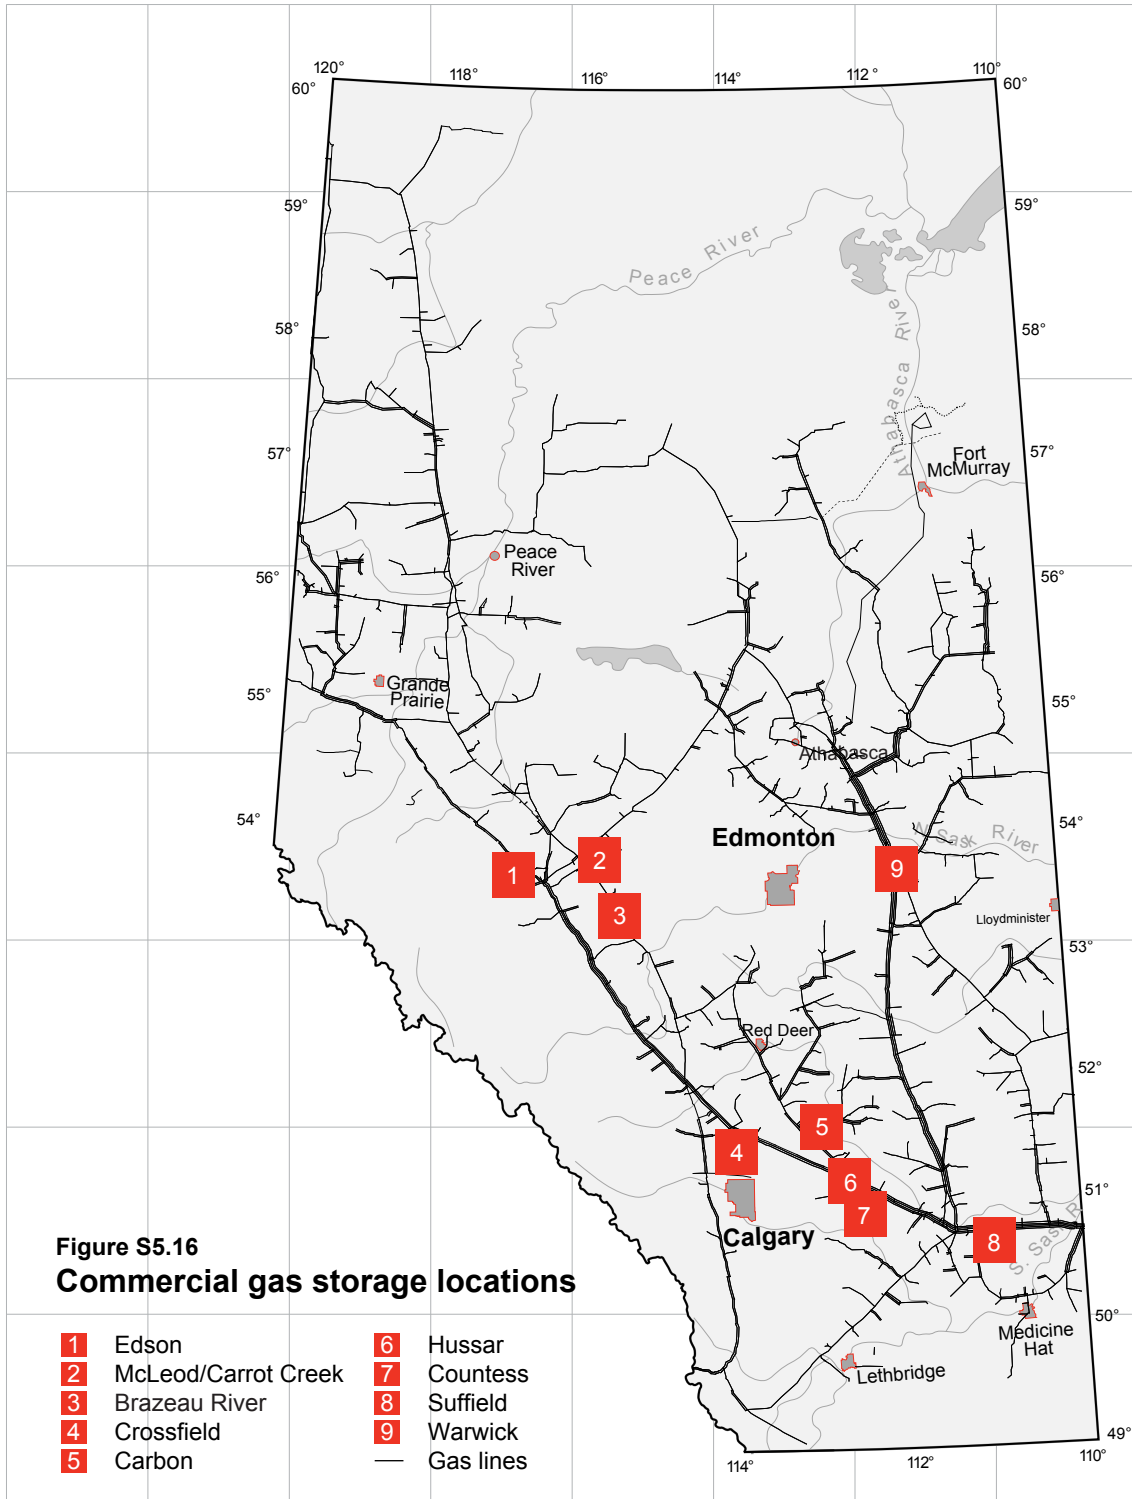 120°
118°
116°
114°
112°
110°
60°
60°
59°
59°
Peace River
58°
58°
Athabasca River
57°
57°
Fort
McMurray
Peace
River
56°
56°
Grande
Prairie
55°
55°
Athabasca
54°
54°
Edmonton
N Sask River
1
2
9
3
Lloydminister
53°
Red Deer
52°
5
4
6
51°
7
Calgary
8
S. Sask R
50°
Medicine
Hat
Lethbridge
49°
114°
112°
110°
Figure S5.16
Commercial gas storage locations
1 Edson
2 McLeod/Carrot Creek
3 Brazeau River
4 Crossfield
5 Carbon
6 Hussar
7 Countess
8 Suffield
9 Warwick
Gas lines